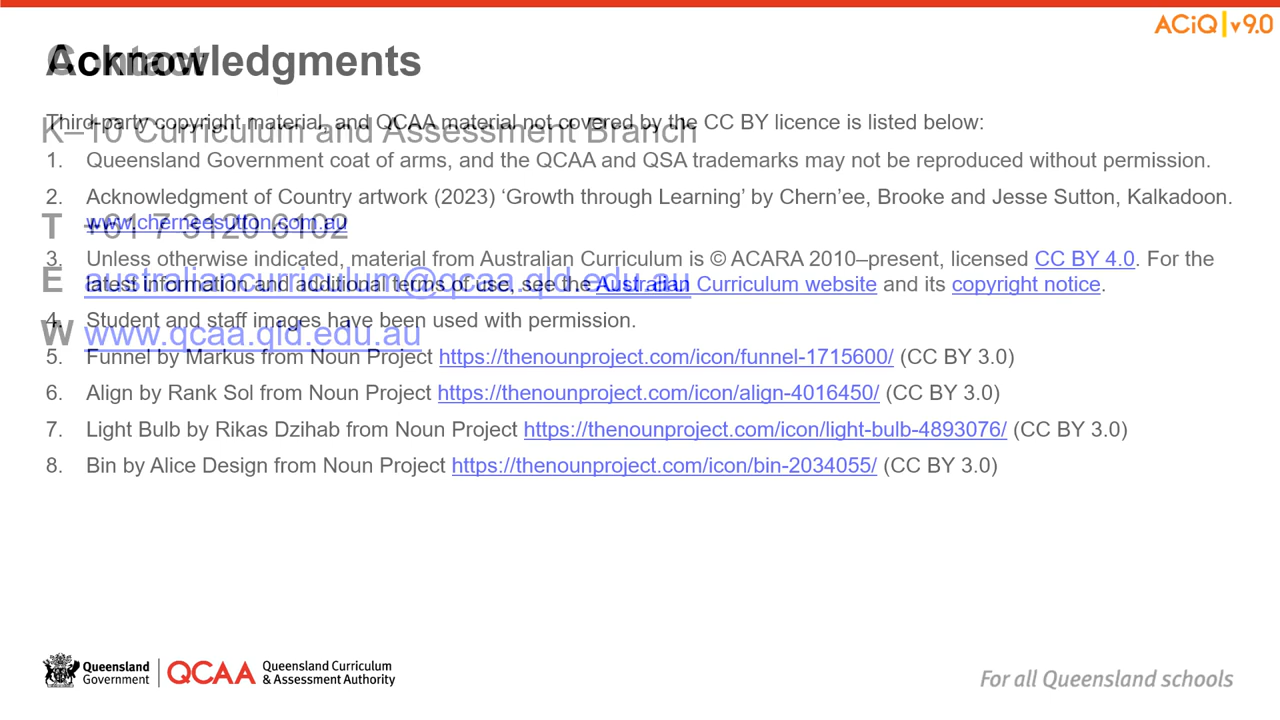 ACiQ v9.0
Acknowledgments
Contact
Third-party copyright material, and QCAA material not covered by the CC BY licence is listed below:
K–10 Curriculum and Assessment Branch
1. Queensland Government coat of arms, and the QCAA and QSA trademarks may not be reproduced without permission.
2. Acknowledgment of Country artwork (2023) ‘Growth through Learning’ by Chern’ee, Brooke and Jesse Sutton, Kalkadoon.
www.cherneesutton.com.au
T +61 7 3120 6102
3. Unless otherwise indicated, material from Australian Curriculum is © ACARA 2010–present, licensed CC BY 4.0. For the
latest information and additional terms of use, see the Australian Curriculum website and its copyright notice.
E australiancurriculum@qcaa.qld.edu.au
4. Student and staff images have been used with permission.
W www.qcaa.qld.edu.au
5. Funnel by Markus from Noun Project https://thenounproject.com/icon/funnel-1715600/ (CC BY 3.0)
6. Align by Rank Sol from Noun Project https://thenounproject.com/icon/align-4016450/ (CC BY 3.0)
7. Light Bulb by Rikas Dzihab from Noun Project https://thenounproject.com/icon/light-bulb-4893076/ (CC BY 3.0)
8. Bin by Alice Design from Noun Project https://thenounproject.com/icon/bin-2034055/ (CC BY 3.0)
Queensland Government
QCAA
Queensland Curriculum
& Assessment Authority
For all Queensland schools